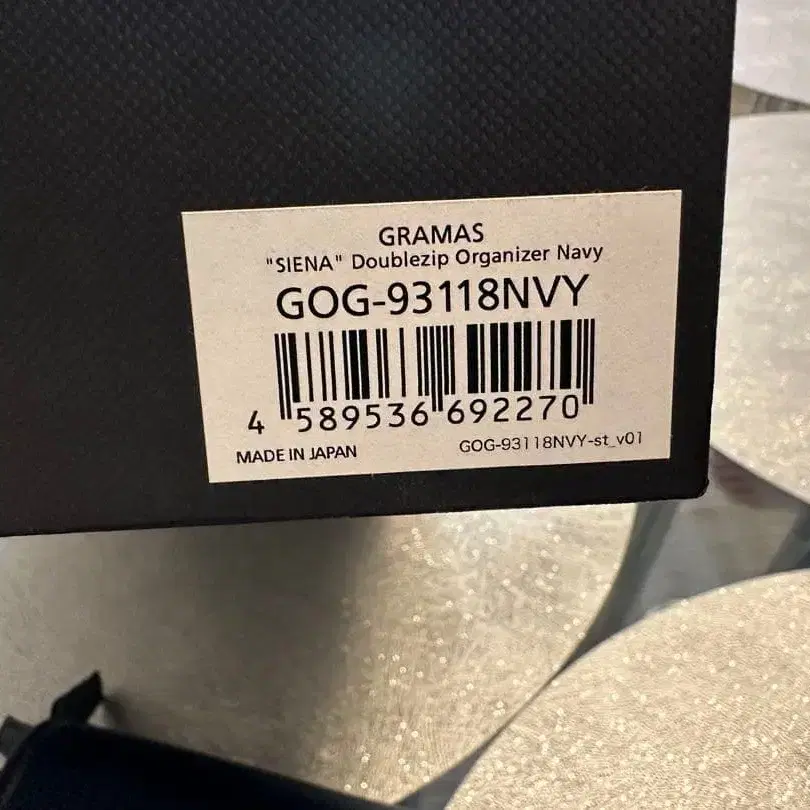 GRAMAS
"SIENA" Doublezip Organizer Navy
GOG-93118NVY
4 589536 692270
MADE IN JAPAN
GOG-93118NVY-st_v01